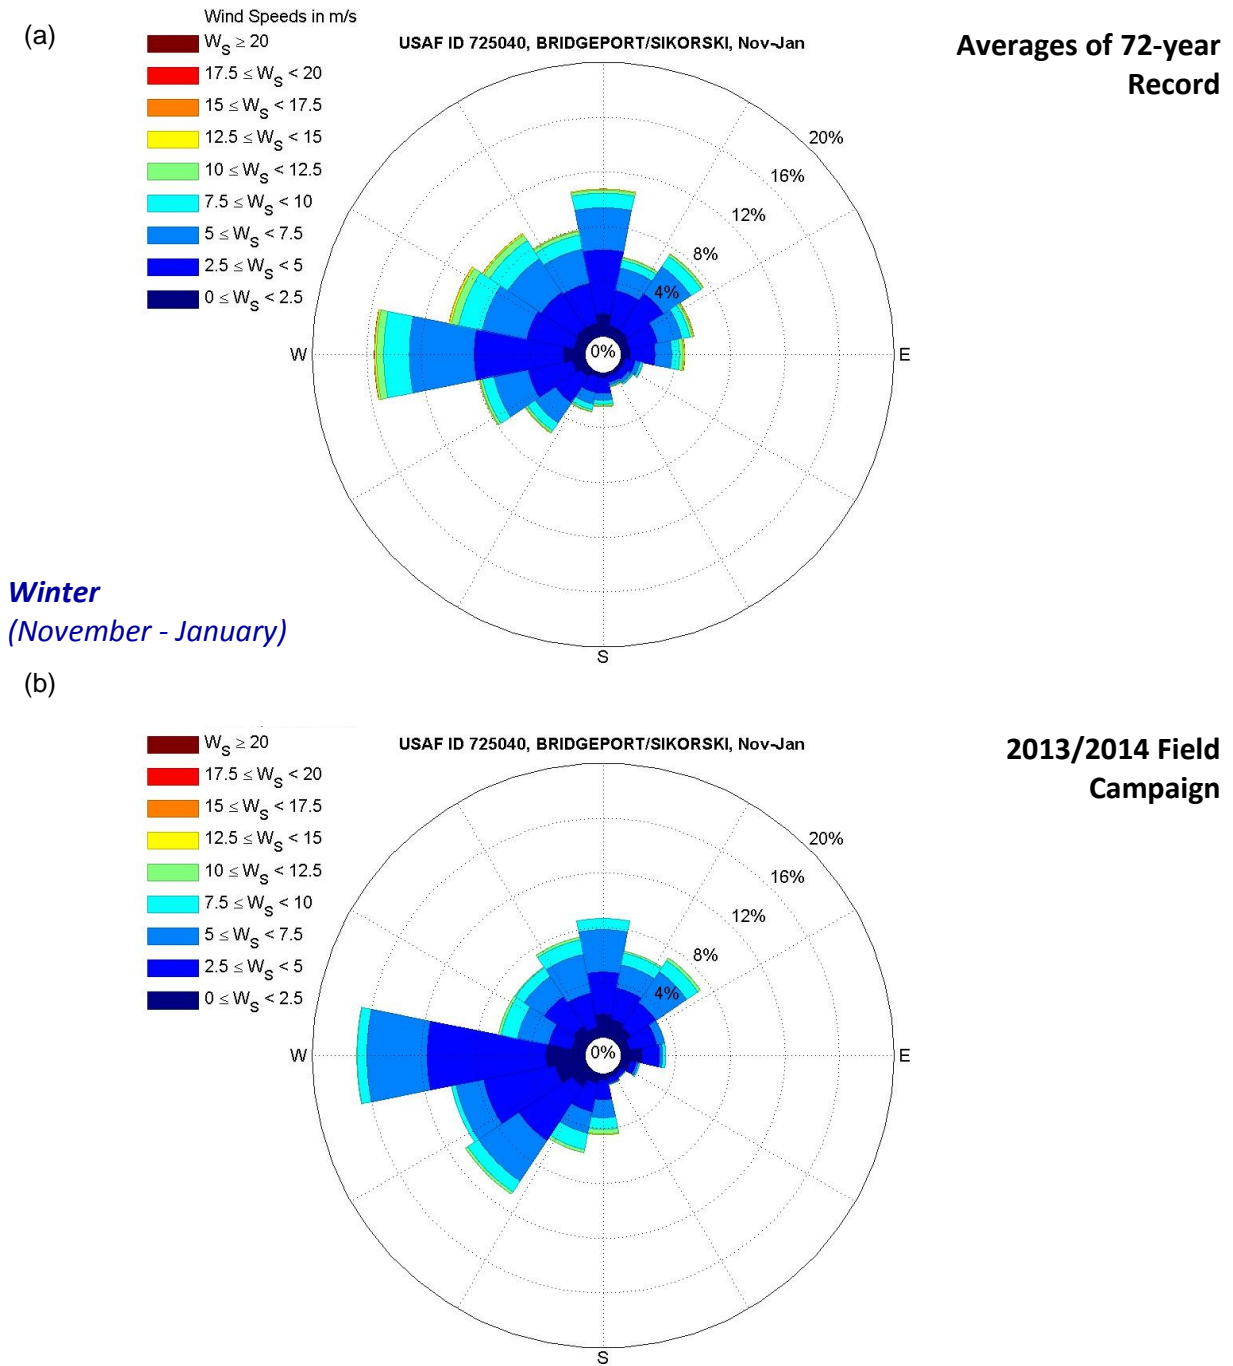 (a)
Wind Speeds in m/s
W_S ≥ 20
17.5 ≤ W_S < 20
15 ≤ W_S < 17.5
12.5 ≤ W_S < 15
10 ≤ W_S < 12.5
7.5 ≤ W_S < 10
5 ≤ W_S < 7.5
2.5 ≤ W_S < 5
0 ≤ W_S < 2.5
USAF ID 725040, BRIDGEPORT/SIKORSKI, Nov-Jan
Averages of 72-year
Record
20%
16%
12%
8%
4%
0%
W
E
S
Winter
(November - January)
(b)
W_S ≥ 20
17.5 ≤ W_S < 20
15 ≤ W_S < 17.5
12.5 ≤ W_S < 15
10 ≤ W_S < 12.5
7.5 ≤ W_S < 10
5 ≤ W_S < 7.5
2.5 ≤ W_S < 5
0 ≤ W_S < 2.5
USAF ID 725040, BRIDGEPORT/SIKORSKI, Nov-Jan
2013/2014 Field
Campaign
20%
16%
12%
8%
4%
0%
W
E
S